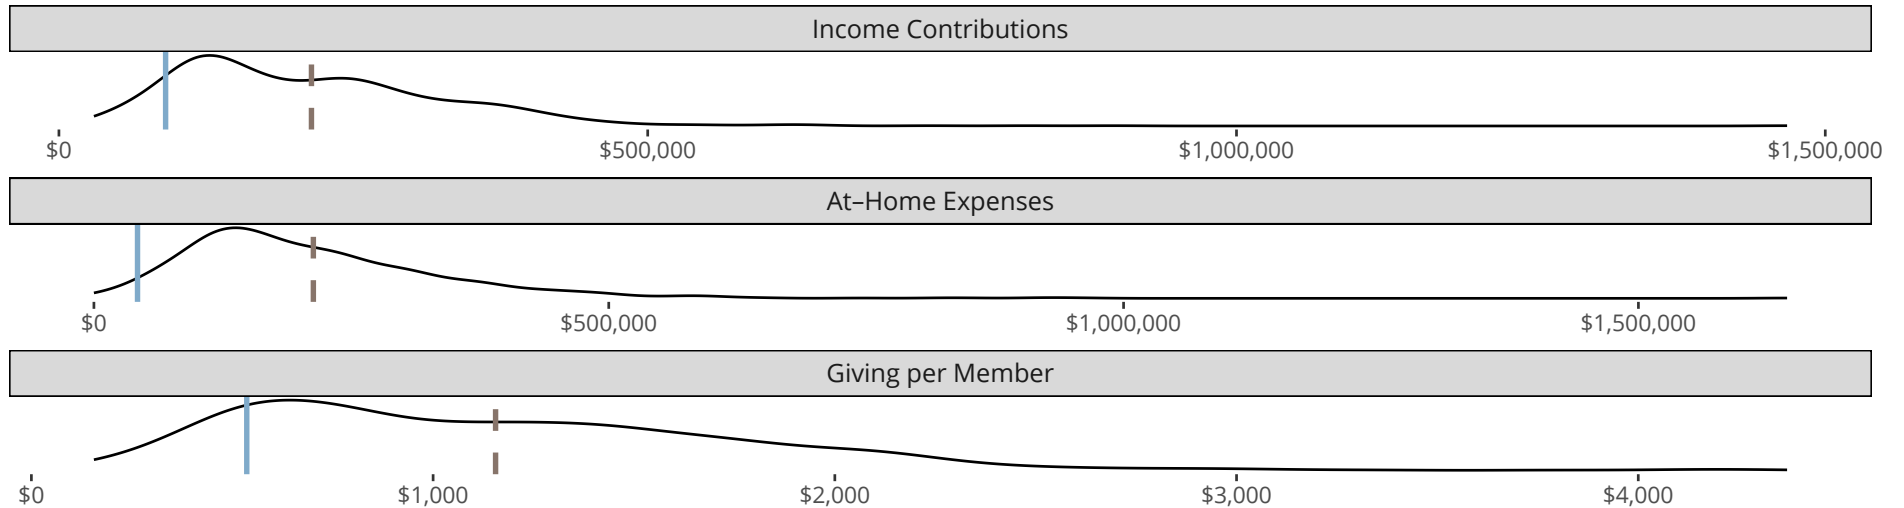 Income Contributions
$0 $500,000 $1,000,000 $1,500,000
At–Home Expenses
$0 $500,000 $1,000,000 $1,500,000
Giving per Member
$0 $1,000 $2,000 $3,000 $4,000